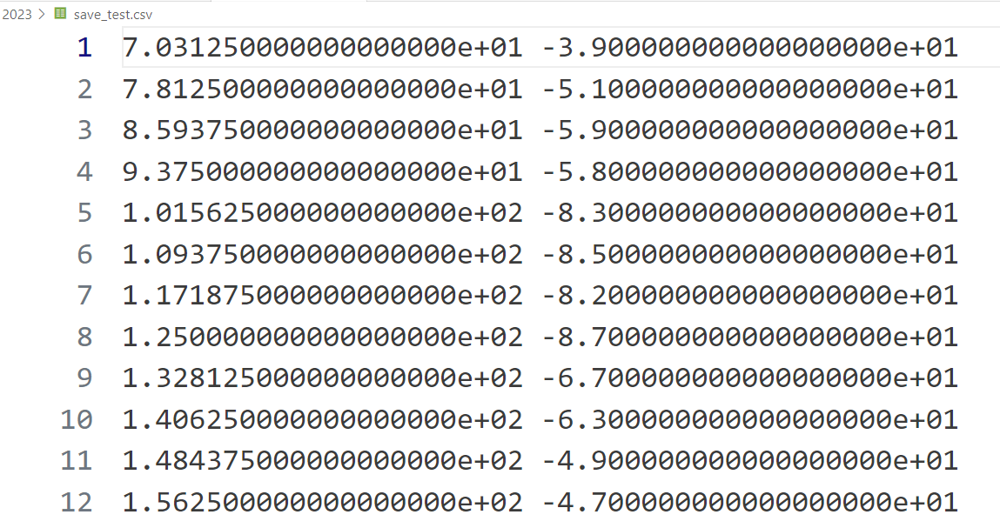 2023 > save_test.csv
1 7.031250000000000000e+01 -3.900000000000000000e+01
2 7.812500000000000000e+01 -5.100000000000000000e+01
3 8.593750000000000000e+01 -5.900000000000000000e+01
4 9.375000000000000000e+01 -5.800000000000000000e+01
5 1.015625000000000000e+02 -8.300000000000000000e+01
6 1.093750000000000000e+02 -8.500000000000000000e+01
7 1.171875000000000000e+02 -8.200000000000000000e+01
8 1.250000000000000000e+02 -8.700000000000000000e+01
9 1.328125000000000000e+02 -6.700000000000000000e+01
10 1.406250000000000000e+02 -6.300000000000000000e+01
11 1.484375000000000000e+02 -4.900000000000000000e+01
12 1.562500000000000000e+02 -4.700000000000000000e+01